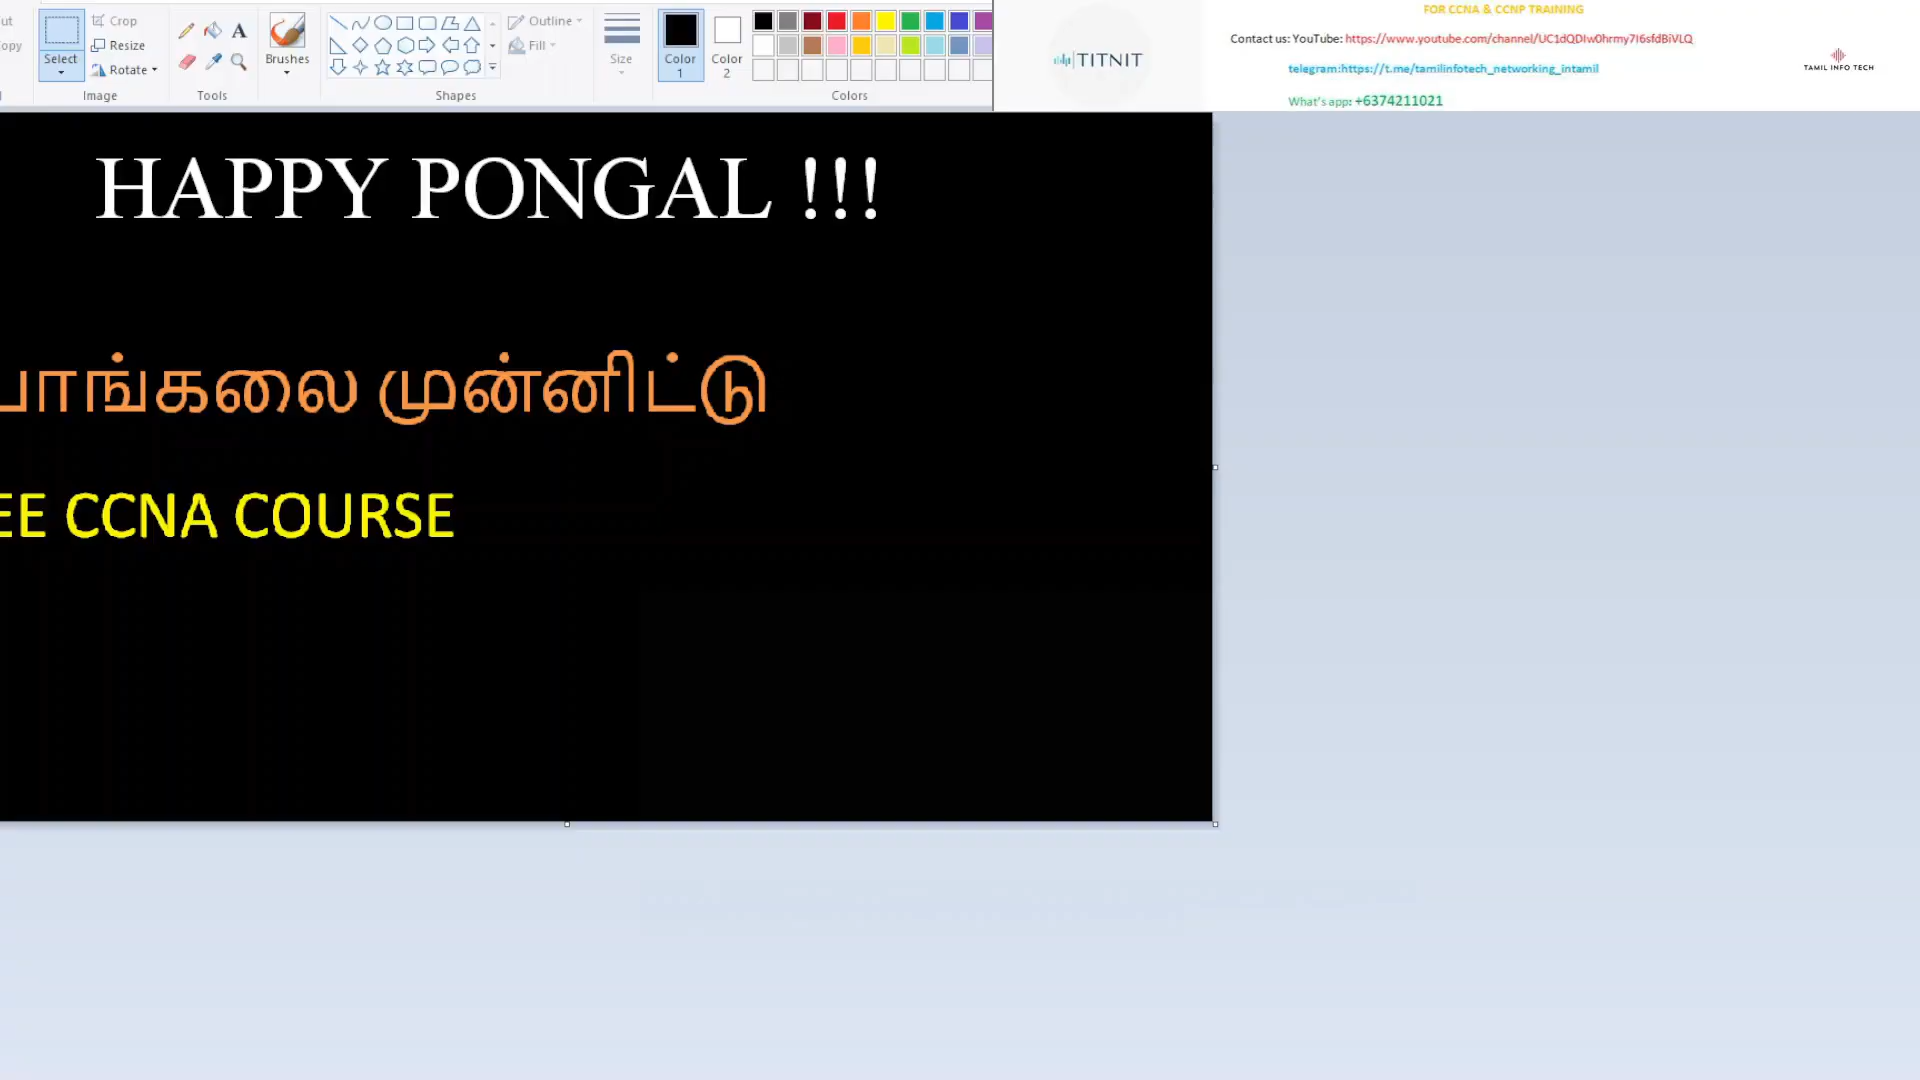 Crop
Resize
Rotate
Select
Image
Tools
Brushes
Shapes
Outline
Fill
Size
Color 1
Color 2
Colors
TITNIT
FOR CCNA & CCNP TRAINING
Contact us: YouTube: https://www.youtube.com/channel/UC1dQDIw0hrmy7I6sfdBiVLQ
telegram:https://t.me/tamilinfotech_networking_intamil
What's app: +6374211021
TAMIL INFO TECH
HAPPY PONGAL !!!
பாங்கலை முன்னிட்டு
EE CCNA COURSE